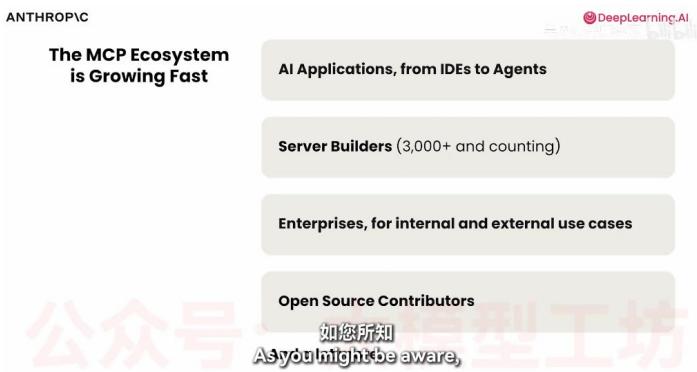 ANTHROP\C
DeepLearning.AI
bilibili
The MCP Ecosystem
is Growing Fast
AI Applications, from IDEs to Agents
Server Builders (3,000+ and counting)
Enterprises, for internal and external use cases
Open Source Contributors
公众号：大模型工坊
如您所知
As you might be aware,